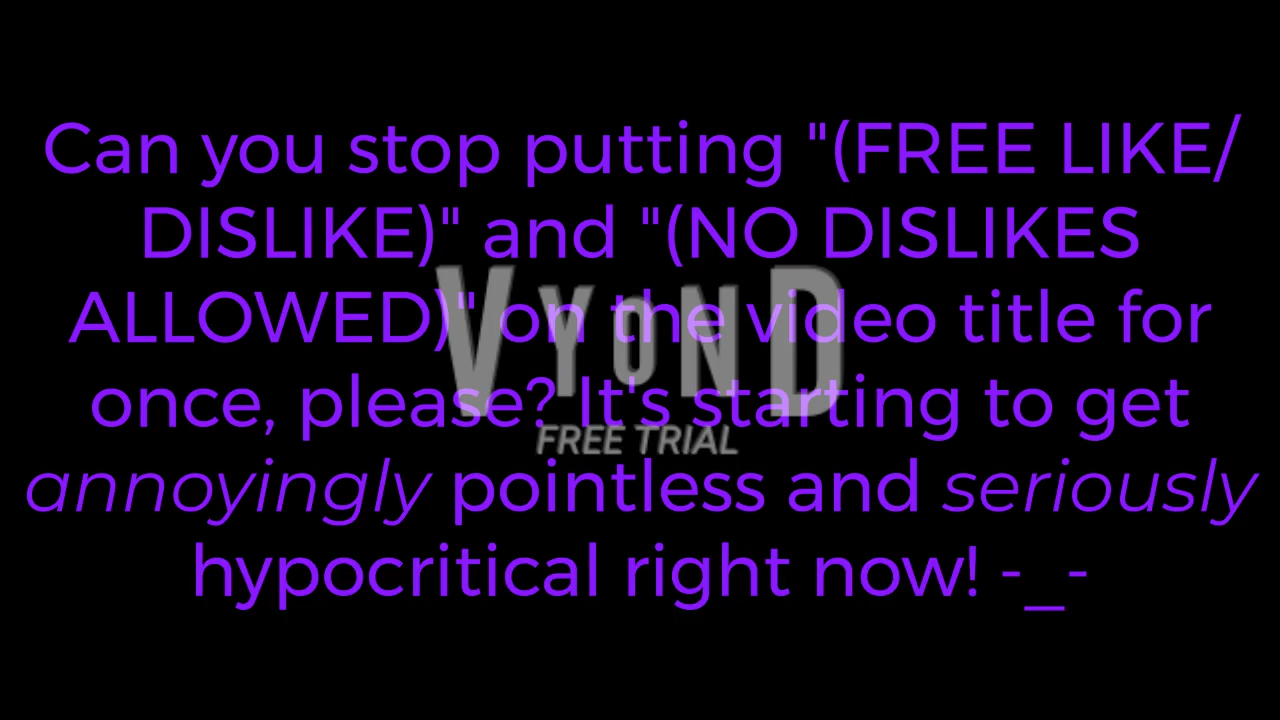 Can you stop putting "(FREE LIKE/
DISLIKE)" and "(NO DISLIKES
ALLOWED)" on the video title for
once, please? It's starting to get
annoyingly pointless and seriously
hypocritical right now! -_-
VYOND
FREE TRIAL